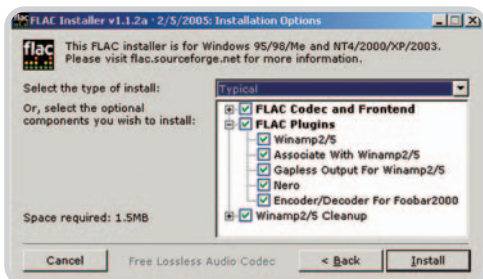 FLAC Installer v1.1.2a · 2/5/2005: Installation Options
flac
This FLAC installer is for Windows 95/98/Me and NT4/2000/XP/2003.
Please visit flac.sourceforge.net for more information.
Select the type of install:
Typical
Or, select the optional
components you wish to install:
FLAC Codec and Frontend
FLAC Plugins
Winamp2/5
Associate With Winamp2/5
Gapless Output For Winamp2/5
Nero
Encoder/Decoder For Foobar2000
Winamp2/5 Cleanup
Space required: 1.5MB
Cancel
Free Lossless Audio Codec
< Back
Install